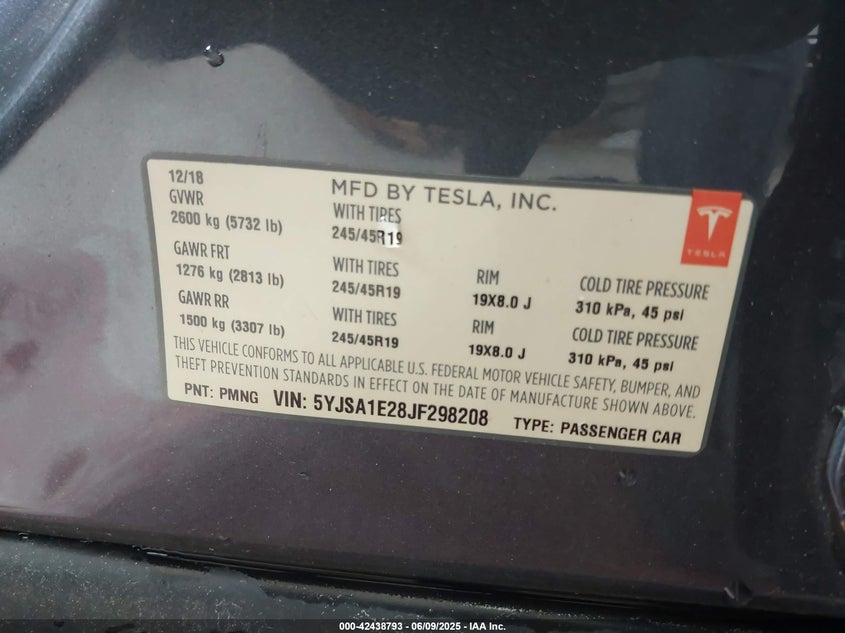 12/18
MFD BY TESLA, INC.
GVWR
2600 kg (5732 lb)
WITH TIRES
245/45R19
GAWR FRT
1276 kg (2813 lb)
WITH TIRES
245/45R19
RIM
19X8.0 J
COLD TIRE PRESSURE
310 kPa, 45 psi
GAWR RR
1500 kg (3307 lb)
WITH TIRES
245/45R19
RIM
19X8.0 J
COLD TIRE PRESSURE
310 kPa, 45 psi
THIS VEHICLE CONFORMS TO ALL APPLICABLE U.S. FEDERAL MOTOR VEHICLE SAFETY, BUMPER, AND
THEFT PREVENTION STANDARDS IN EFFECT ON THE DATE OF MANUFACTURE SHOWN ABOVE.
PNT: PMNG VIN: 5YJSA1E28JF298208 TYPE: PASSENGER CAR
TESLA
000-42438793 - 06/09/2025 - IAA Inc.